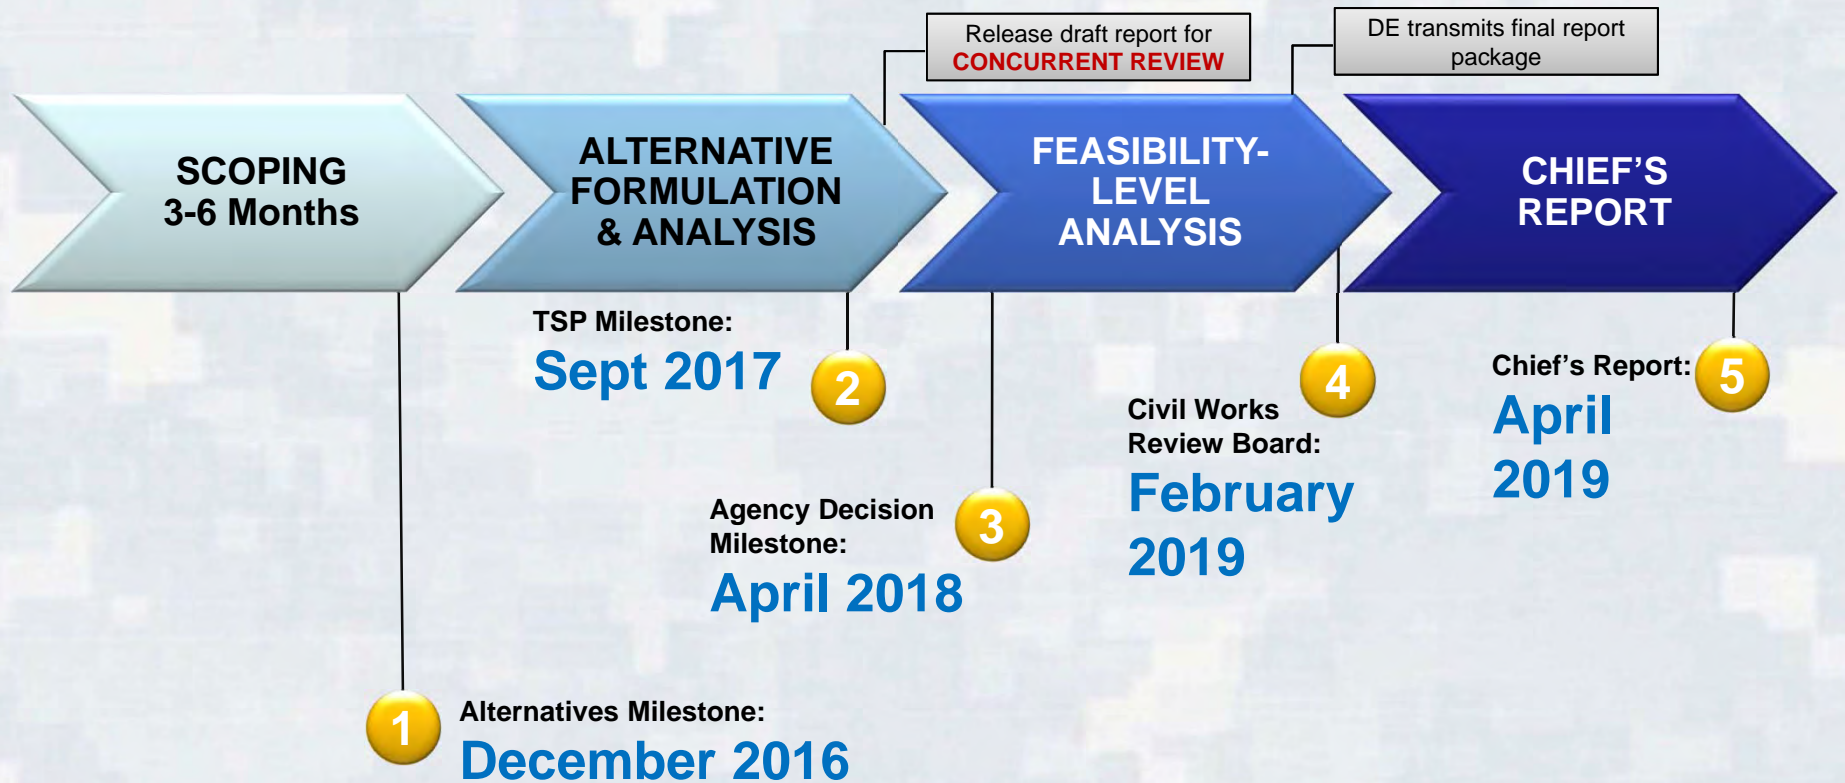 Release draft report for
CONCURRENT REVIEW
DE transmits final report
package
SCOPING
3-6 Months
ALTERNATIVE
FORMULATION
& ANALYSIS
FEASIBILITY-
LEVEL
ANALYSIS
CHIEF'S
REPORT
TSP Milestone:
Sept 2017
2
Agency Decision
Milestone:
April 2018
3
Civil Works
Review Board:
February
2019
4
Chief's Report:
April
2019
5
1
Alternatives Milestone:
December 2016